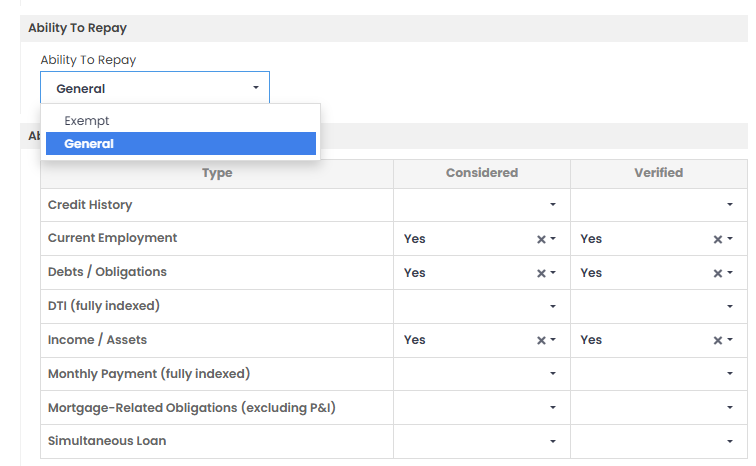 Ability To Repay
Ability To Repay
General
Exempt
General
Type Considered Verified
Credit History
Current Employment Yes Yes
Debts / Obligations Yes Yes
DTI (fully indexed)
Income / Assets Yes Yes
Monthly Payment (fully indexed)
Mortgage-Related Obligations (excluding P&I)
Simultaneous Loan